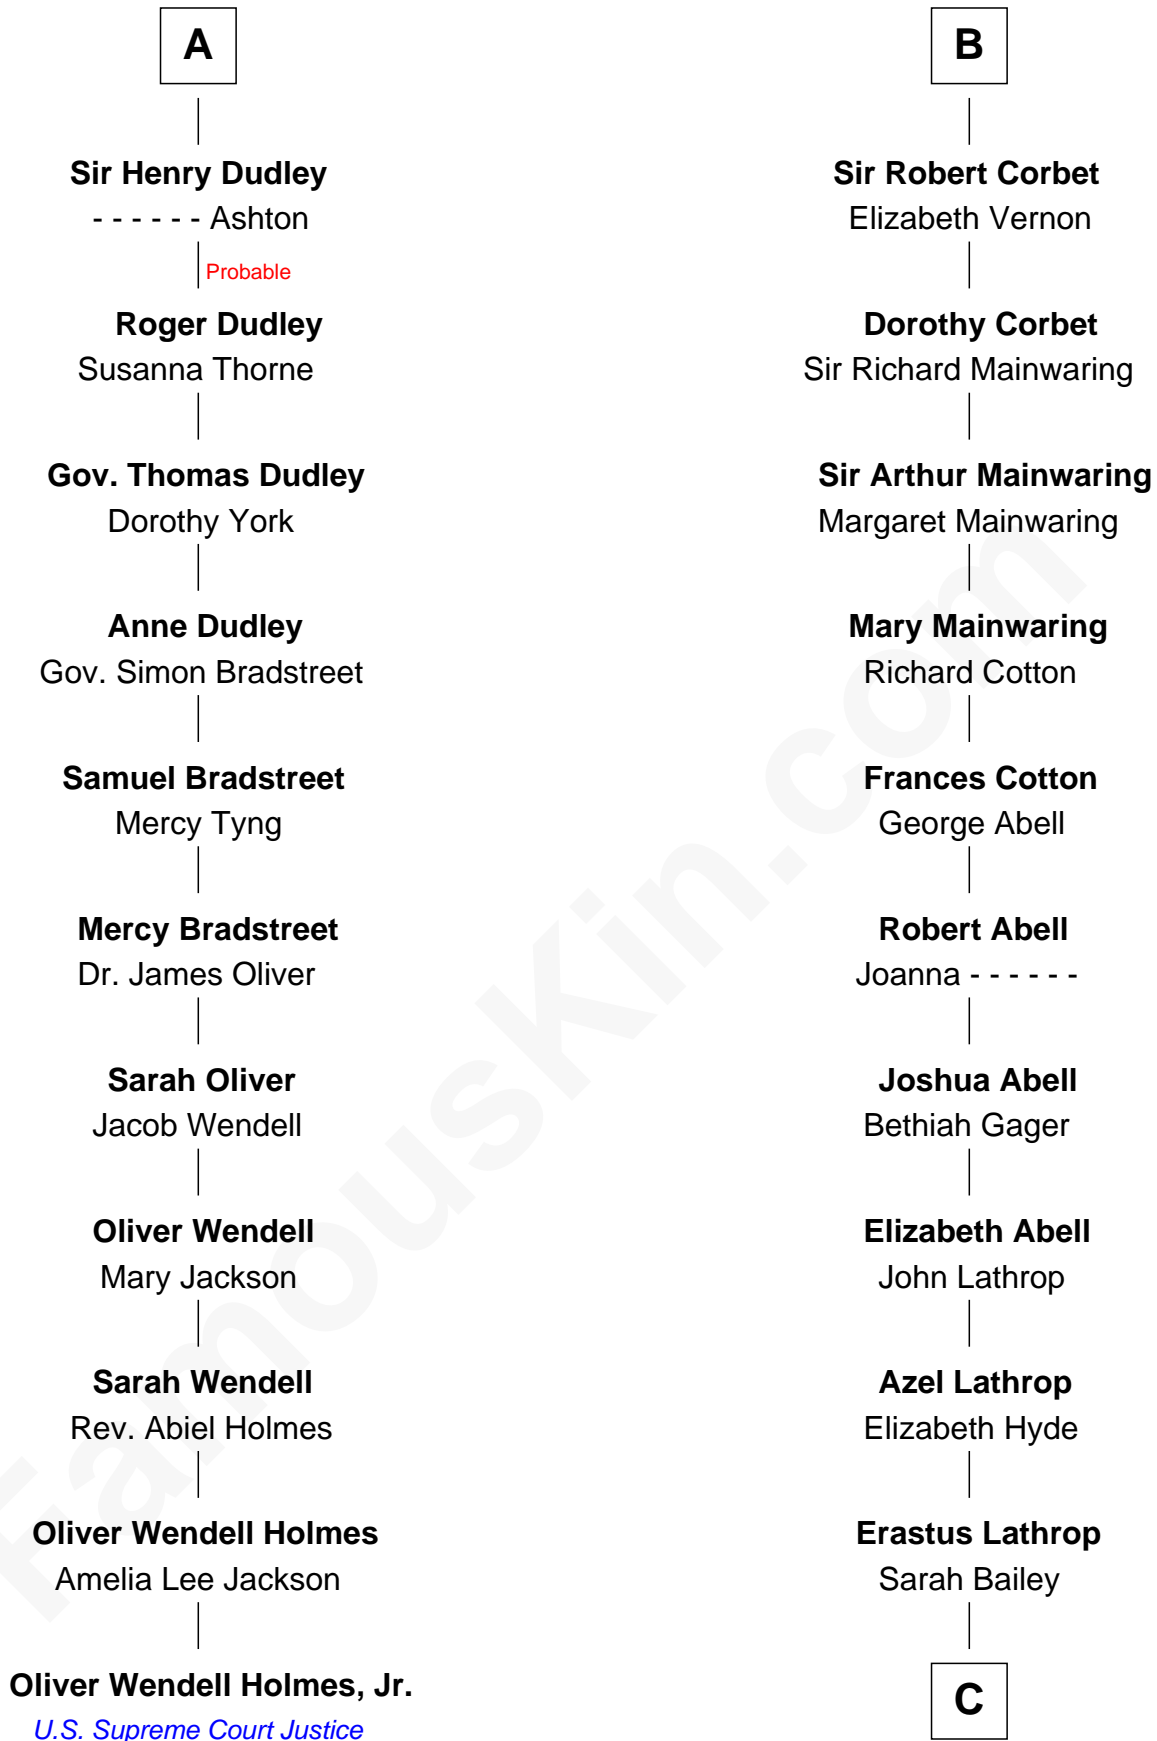 A
Sir Henry Dudley
- - - - - - Ashton
Probable
Roger Dudley
Susanna Thorne
Gov. Thomas Dudley
Dorothy York
Anne Dudley
Gov. Simon Bradstreet
Samuel Bradstreet
Mercy Tyng
Mercy Bradstreet
Dr. James Oliver
Sarah Oliver
Jacob Wendell
Oliver Wendell
Mary Jackson
Sarah Wendell
Rev. Abiel Holmes
Oliver Wendell Holmes
Amelia Lee Jackson
Oliver Wendell Holmes, Jr.
U.S. Supreme Court Justice
B
Sir Robert Corbet
Elizabeth Vernon
Dorothy Corbet
Sir Richard Mainwaring
Sir Arthur Mainwaring
Margaret Mainwaring
Mary Mainwaring
Richard Cotton
Frances Cotton
George Abell
Robert Abell
Joanna - - - - - -
Joshua Abell
Bethiah Gager
Elizabeth Abell
John Lathrop
Azel Lathrop
Elizabeth Hyde
Erastus Lathrop
Sarah Bailey
C
FamousKin.com